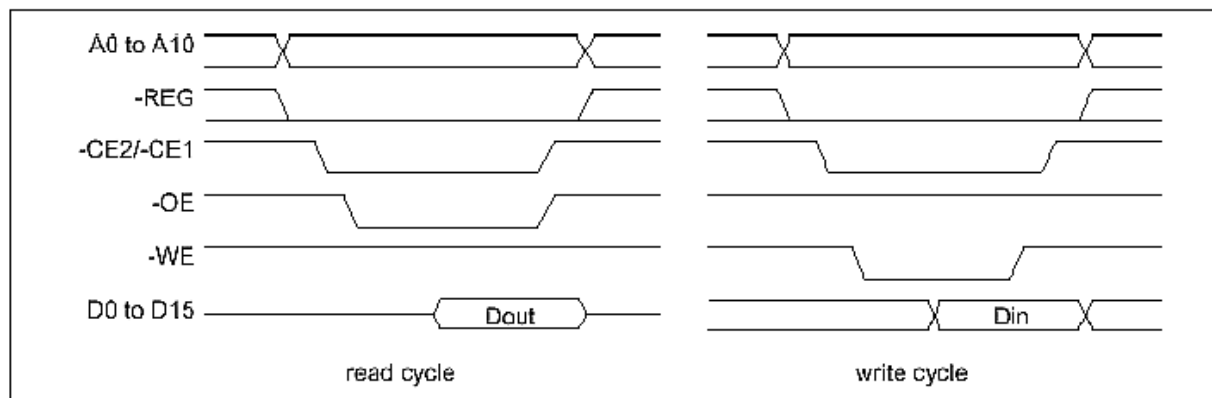 A0 to A10
-REG
-CE2/-CE1
-OE
-WE
D0 to D15
Dout
Din
read cycle
write cycle